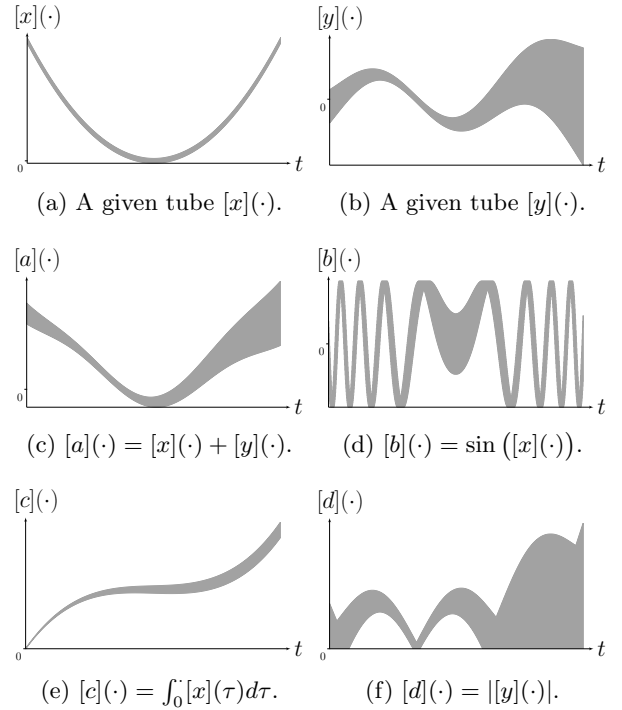 [x](·)
[y](·)
0
0
t
t
(a) A given tube [x](·).
(b) A given tube [y](·).
[a](·)
[b](·)
0
0
t
t
(c) [a](·) = [x](·) + [y](·).
(d) [b](·) = sin ([x](·)).
[c](·)
[d](·)
0
0
t
t
(e) [c](·) = ∫₀˙[x](τ)dτ.
(f) [d](·) = |[y](·)|.